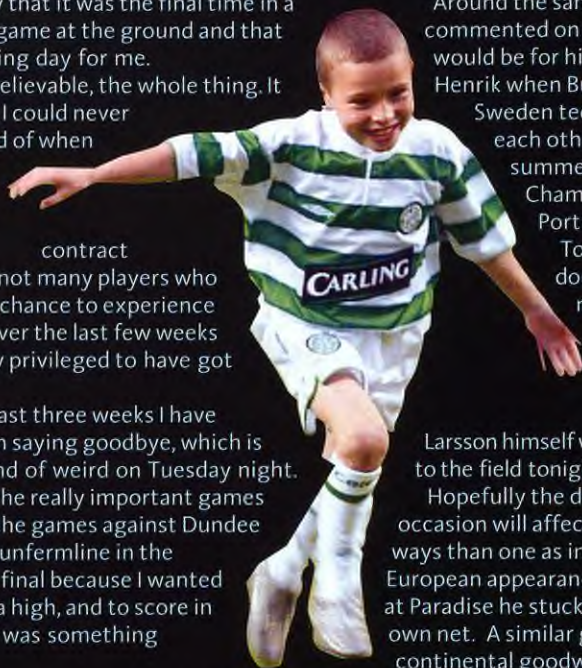 that it was the final time in a
game at the ground and that
ing day for me.
elievable, the whole thing. It
I could never
d of when
contract
not many players who
chance to experience
ver the last few weeks
privileged to have got
ast three weeks I have
n saying goodbye, which is
nd of weird on Tuesday night.
he really important games
he games against Dundee
unfermline in the
final because I wanted
a high, and to score in
was something
CARLING
Around the sar
commented on
would be for hi
Henrik when Bu
Sweden tee
each oth
summe
Cham
Port
To
do
Larsson himself w
to the field tonig
Hopefully the d
occasion will affec
ways than one as in
European appearan
at Paradise he stuck
own net. A similar
continental goodw